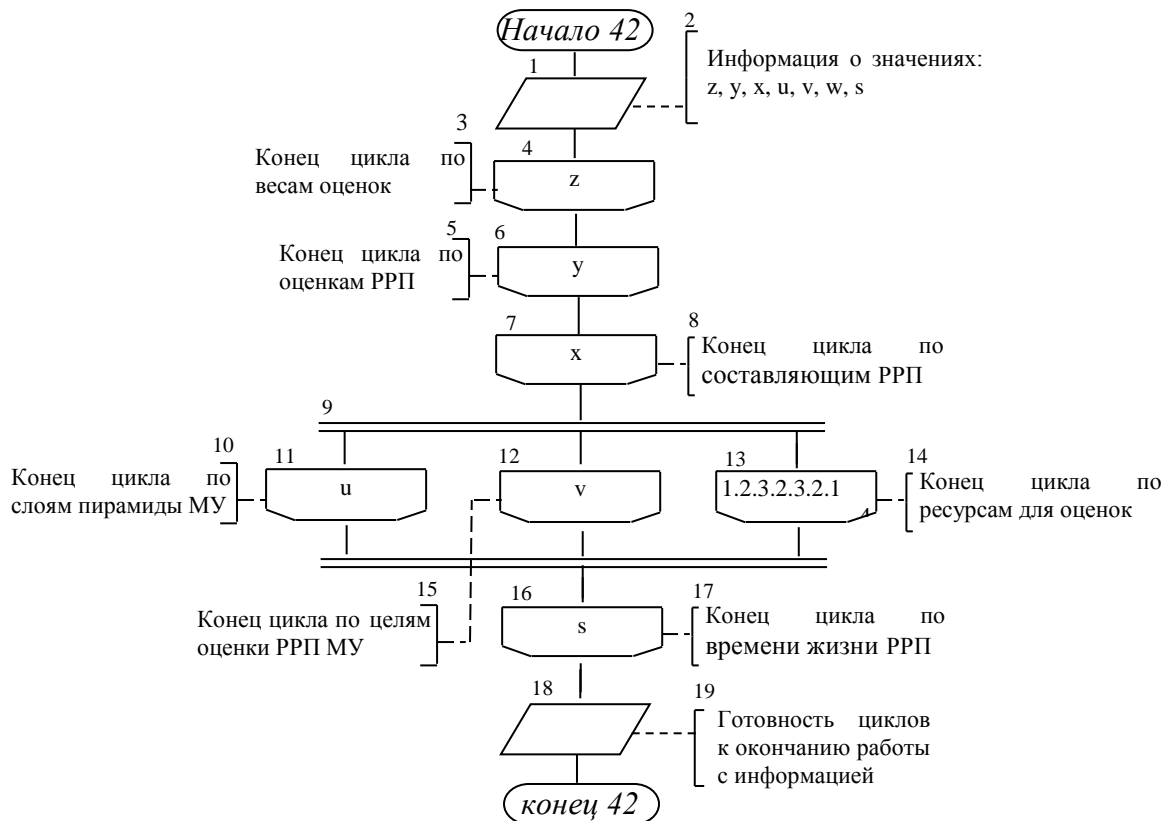 Начало 42
1
2
Информация о значениях:
z, y, x, u, v, w, s
3
Конец цикла по
весам оценок
4
z
5
Конец цикла по
оценкам РРП
6
y
7
x
8
Конец цикла по
составляющим РРП
9
10
Конец цикла по
слоям пирамиды МУ
11
u
12
v
13
1.2.3.2.3.2.1
4
14
Конец цикла по
ресурсам для оценок
15
Конец цикла по целям
оценки РРП МУ
16
s
17
Конец цикла по
времени жизни РРП
18
19
Готовность циклов
к окончанию работы
с информацией
конец 42